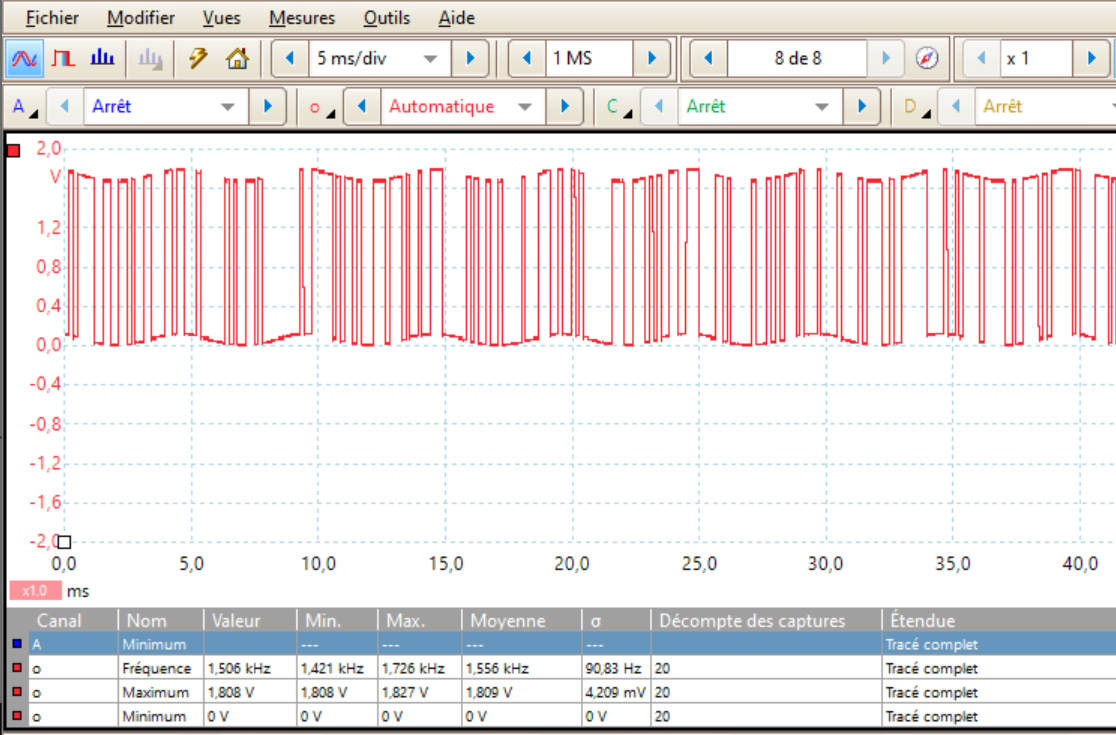 Fichier Modifier Vues Mesures Outils Aide
5 ms/div 1 MS 8 de 8 x 1
A Arrêt o Automatique C Arrêt D Arrêt
2,0
V
1,2
0,8
0,4
0,0
-0,4
-0,8
-1,2
-1,6
-2,0
0,0 5,0 10,0 15,0 20,0 25,0 30,0 35,0 40,0
x1.0 ms
Canal Nom Valeur Min. Max. Moyenne σ Décompte des captures Étendue
A Minimum --- --- --- --- Tracé complet
o Fréquence 1,506 kHz 1,421 kHz 1,726 kHz 1,556 kHz 90,83 Hz 20 Tracé complet
o Maximum 1,808 V 1,808 V 1,827 V 1,809 V 4,209 mV 20 Tracé complet
o Minimum 0 V 0 V 0 V 0 V 0 V 20 Tracé complet